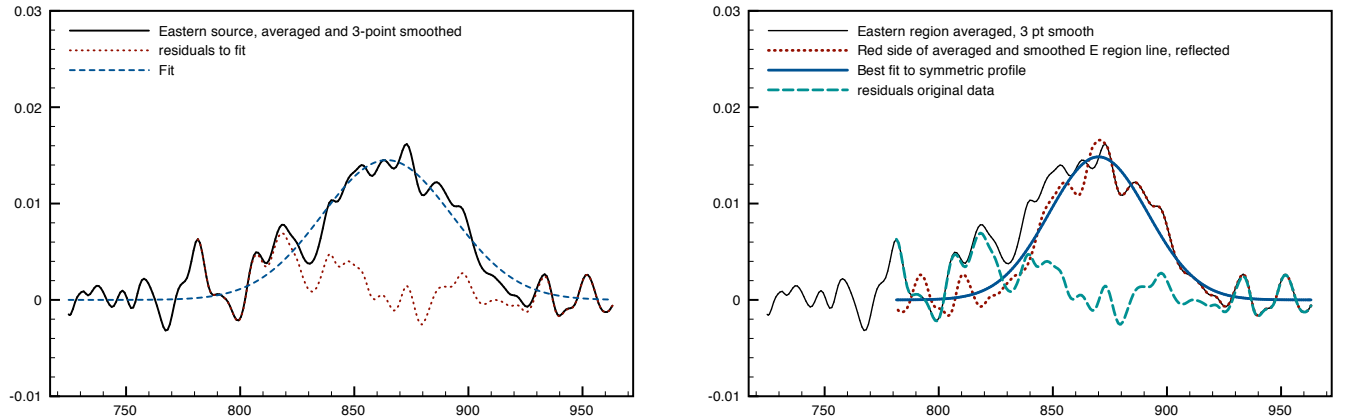 0.03
Eastern source, averaged and 3-point smoothed
residuals to fit
Fit
0.02
0.01
0
-0.01
750
800
850
900
950
0.03
Eastern region averaged, 3 pt smooth
Red side of averaged and smoothed E region line, reflected
Best fit to symmetric profile
residuals original data
0.02
0.01
0
-0.01
750
800
850
900
950